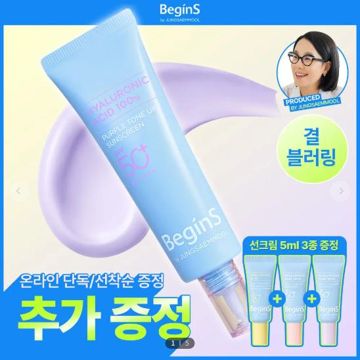 BeginS
by JUNGSAEMMOOL
PRODUCED
BY JUNGSAEMMOOL
HYALURONIC
ACID 100%
PURPLE TONE UP
SUNSCREEN
50+
BeginS
by JUNGSAEMMOOL
결
블러링
선크림 5ml 3종 증정
+
+
온라인 단독/선착순 증정
추가 증정
1 | 5